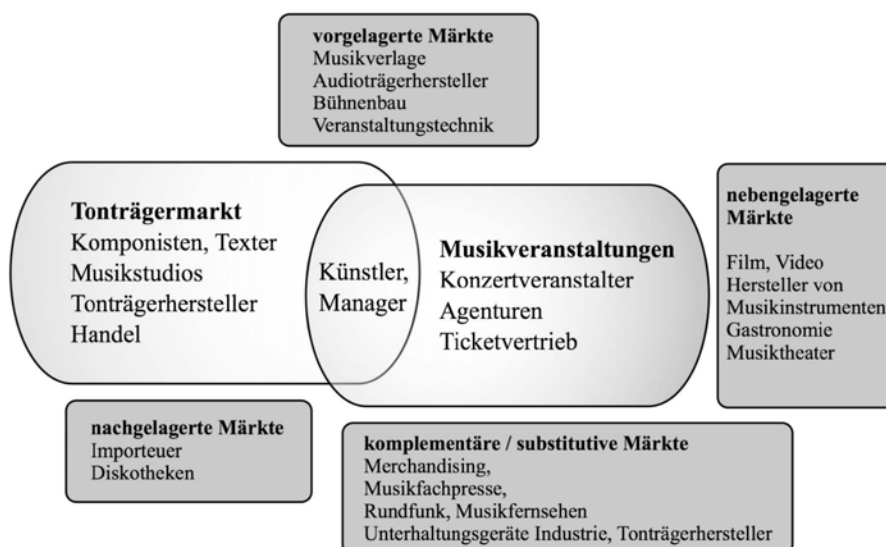 vorgelagerte Märkte
Musikverlage
Audioträgerhersteller
Bühnenbau
Veranstaltungstechnik
Tonträgermarkt
Komponisten, Texter
Musikstudios
Tonträgerhersteller
Handel
Künstler,
Manager
Musikveranstaltungen
Konzertveranstalter
Agenturen
Ticketvertrieb
nebengelagerte
Märkte
Film, Video
Hersteller von
Musikinstrumenten
Gastronomie
Musiktheater
nachgelagerte Märkte
Importeuer
Diskotheken
komplementäre / substitutive Märkte
Merchandising,
Musikfachpresse,
Rundfunk, Musikfernsehen
Unterhaltungsgeräte Industrie, Tonträgerhersteller